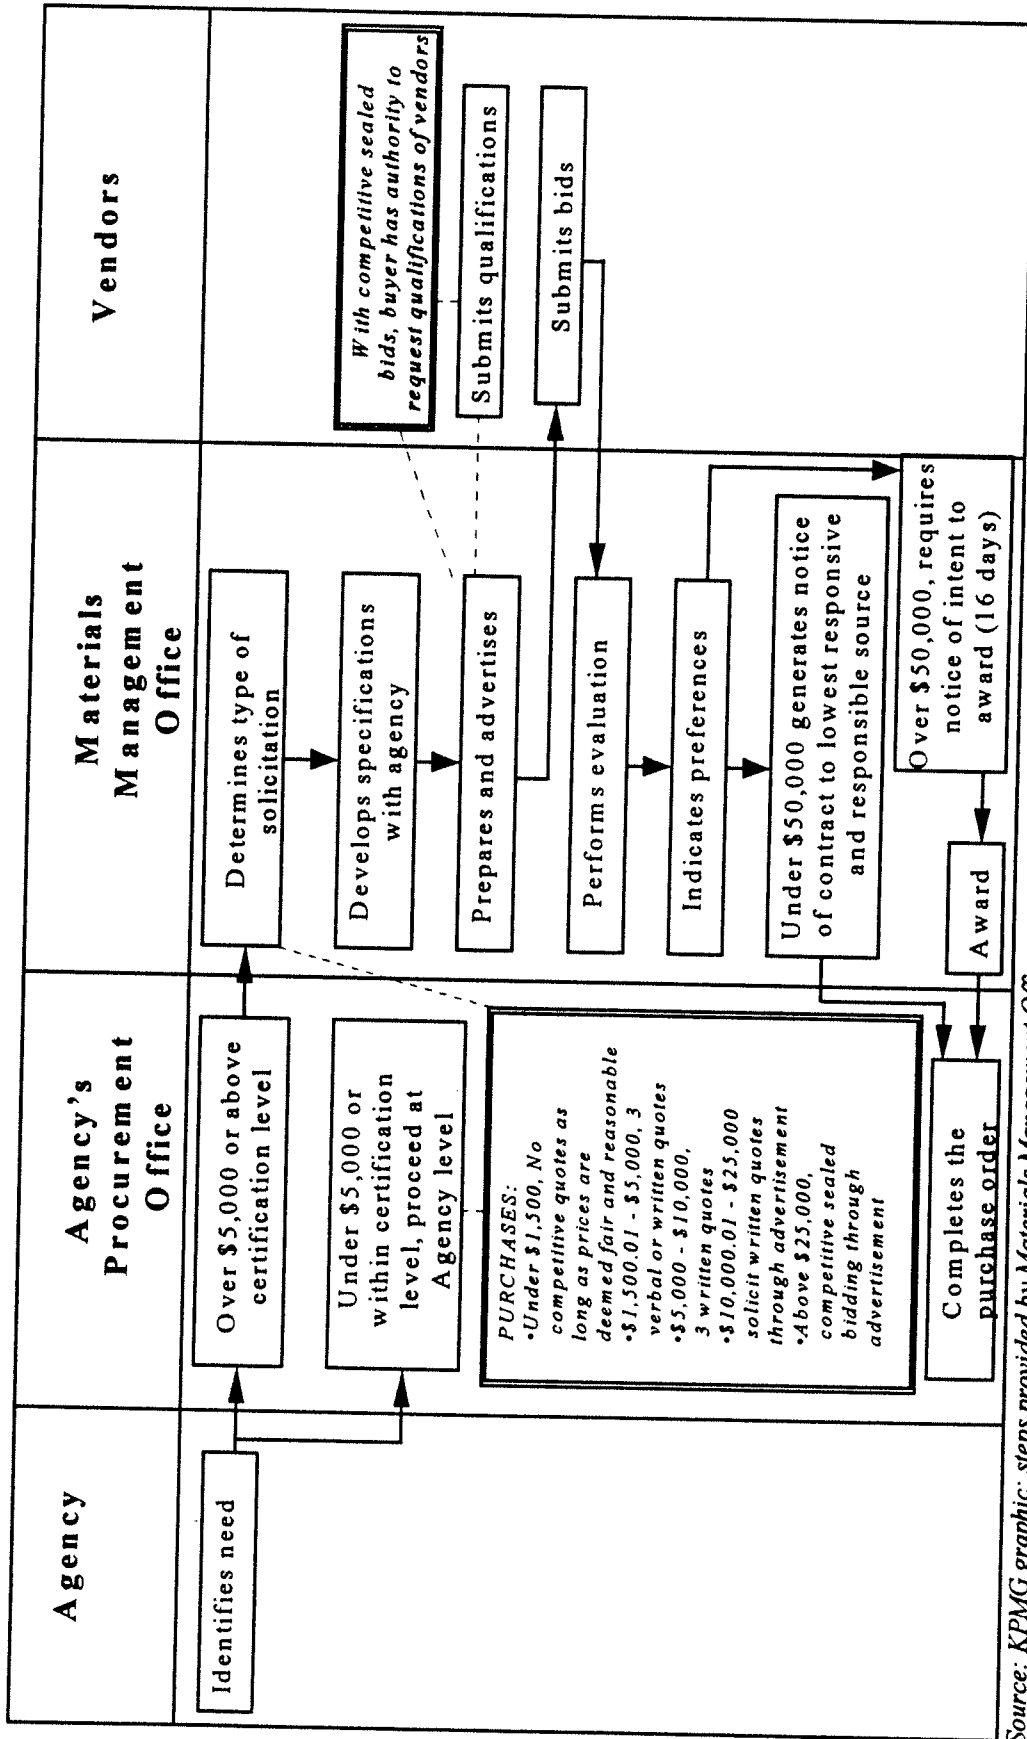 Agency
Agency's
Procurement
Office
Materials
Management
Office
Vendors
Identifies need
Over $5,000 or above
certification level
Under $5,000 or
within certification
level, proceed at
Agency level
PURCHASES:
•Under $1,500, No
competitive quotes as
long as prices are
deemed fair and reasonable
•$1,500.01 - $5,000, 3
verbal or written quotes
•$5,000 - $10,000,
3 written quotes
•$10,000.01 - $25,000
solicit written quotes
through advertisement
•Above $25,000,
competitive sealed
bidding through
advertisement
Completes the
purchase order
Determines type of
solicitation
Develops specifications
with agency
Prepares and advertises
Performs evaluation
Indicates preferences
Under $50,000 generates notice
of contract to lowest responsive
and responsible source
Over $50,000, requires
notice of intent to
award (16 days)
Award
With competitive sealed
bids, buyer has authority to
request qualifications of vendors
Submits qualifications
Submits bids
Source: KPMG graphic; steps provided by Materials Management